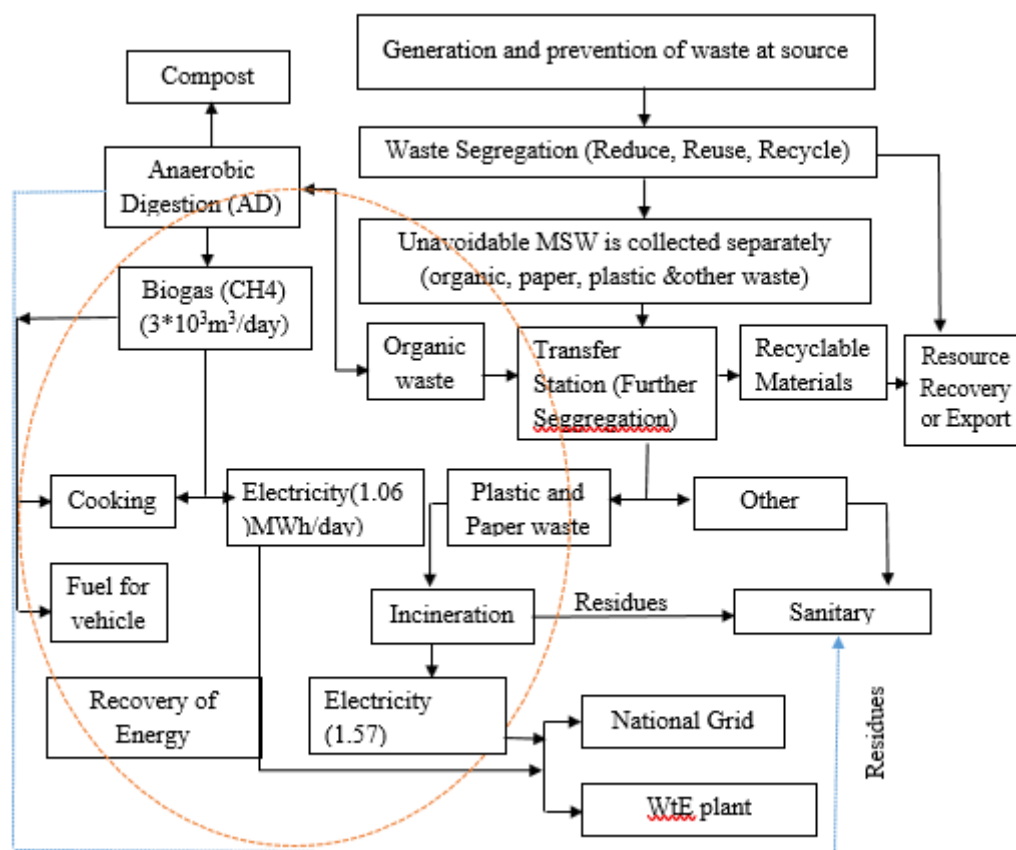 Generation and prevention of waste at source
Compost
Waste Segregation (Reduce, Reuse, Recycle)
Anaerobic
Digestion (AD)
Unavoidable MSW is collected separately
(organic, paper, plastic &other waste)
Biogas (CH4)
(3*10³m³/day)
Organic
waste
Transfer
Station (Further
Seggregation)
Recyclable
Materials
Resource
Recovery
or Export
Cooking
Electricity(1.06
)MWh/day)
Plastic and
Paper waste
Other
Fuel for
vehicle
Incineration
Residues
Sanitary
Recovery of
Energy
Electricity
(1.57)
National Grid
Residues
WtE plant